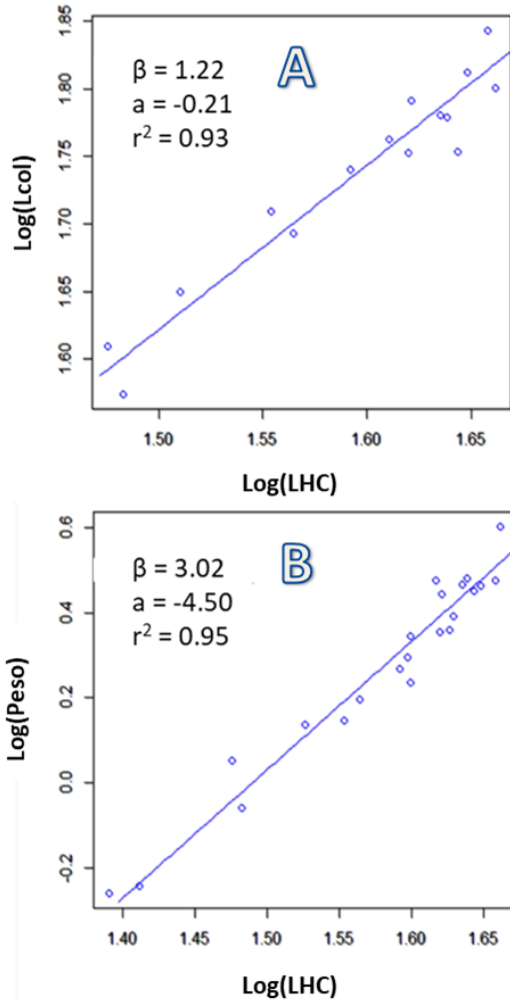 A
β = 1.22
a = -0.21
r² = 0.93
Log(Lcol)
1.85
1.80
1.75
1.70
1.65
1.60
1.50 1.55 1.60 1.65
Log(LHC)
B
β = 3.02
a = -4.50
r² = 0.95
Log(Peso)
0.6
0.4
0.2
0.0
-0.2
1.40 1.45 1.50 1.55 1.60 1.65
Log(LHC)